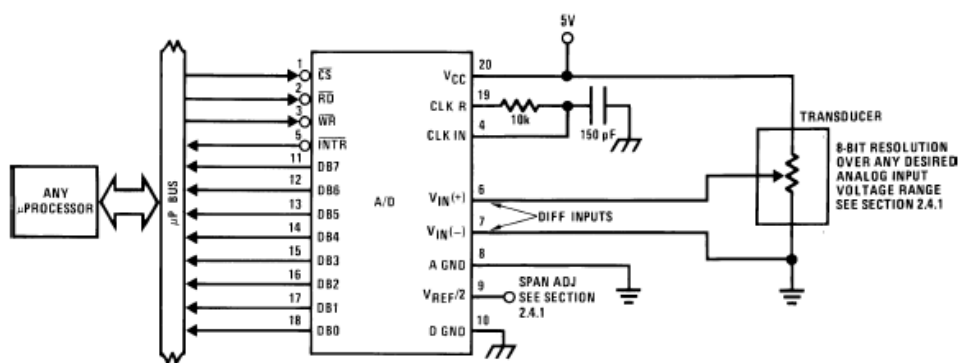 5V
1
CS
2
RD
3
WR
5
INTR
11
DB7
12
DB6
13
DB5
14
DB4
15
DB3
16
DB2
17
DB1
18
DB0
ANY
μPROCESSOR
μP BUS
A/D
20
VCC
19
CLK R
10k
150 pF
4
CLK IN
6
VIN(+)
DIFF INPUTS
7
VIN(−)
8
A GND
9
VREF/2
SPAN ADJ
SEE SECTION
2.4.1
10
D GND
TRANSDUCER
8-BIT RESOLUTION
OVER ANY DESIRED
ANALOG INPUT
VOLTAGE RANGE
SEE SECTION 2.4.1